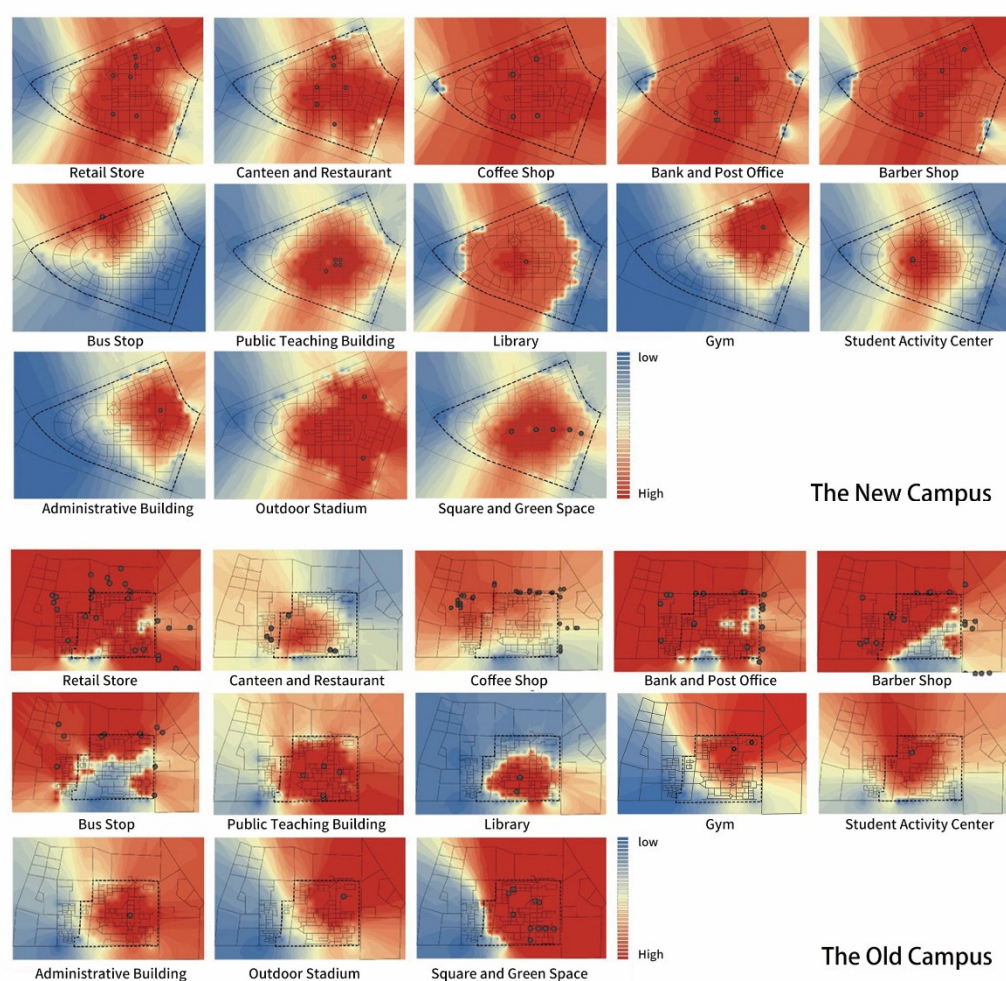 Retail Store
Canteen and Restaurant
Coffee Shop
Bank and Post Office
Barber Shop
Bus Stop
Public Teaching Building
Library
Gym
Student Activity Center
low
High
Administrative Building
Outdoor Stadium
Square and Green Space
The New Campus
Retail Store
Canteen and Restaurant
Coffee Shop
Bank and Post Office
Barber Shop
Bus Stop
Public Teaching Building
Library
Gym
Student Activity Center
low
High
Administrative Building
Outdoor Stadium
Square and Green Space
The Old Campus